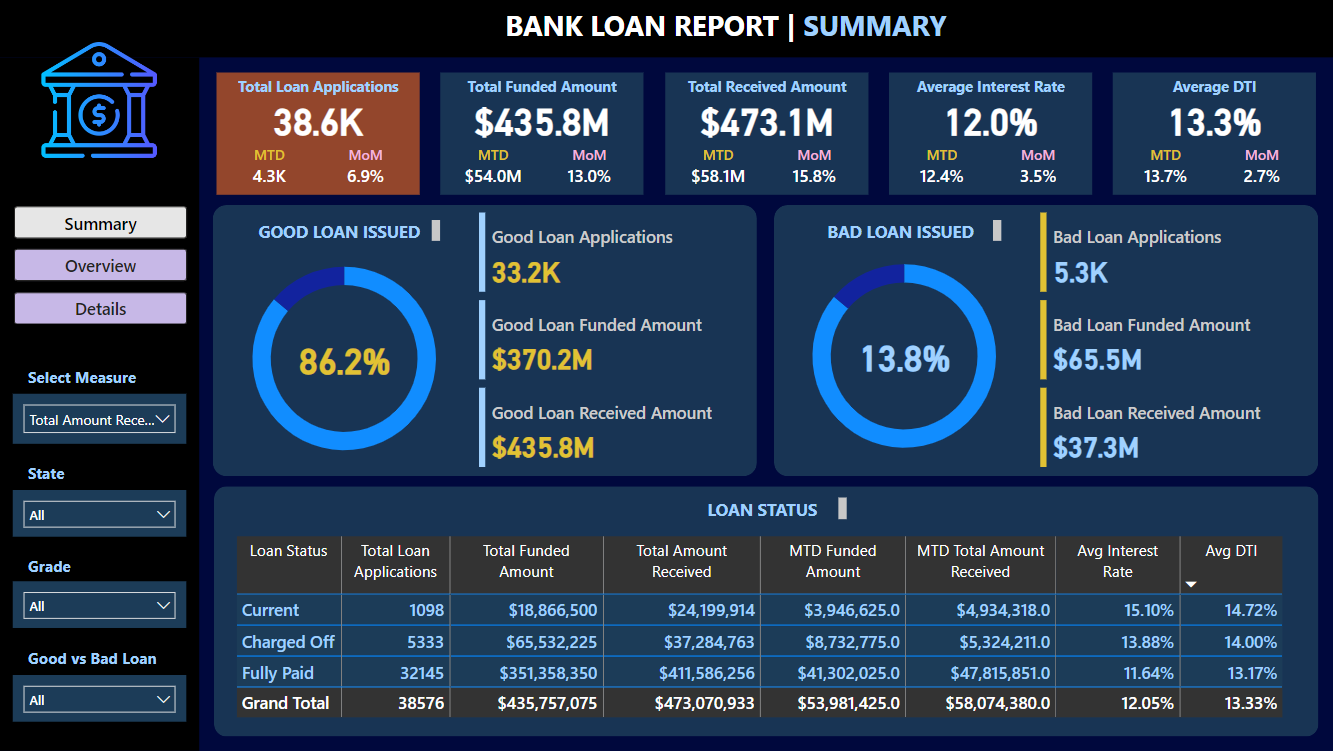 BANK LOAN REPORT | SUMMARY
Total Loan Applications
38.6K
MTD MoM
4.3K 6.9%
Total Funded Amount
$435.8M
MTD MoM
$54.0M 13.0%
Total Received Amount
$473.1M
MTD MoM
$58.1M 15.8%
Average Interest Rate
12.0%
MTD MoM
12.4% 3.5%
Average DTI
13.3%
MTD MoM
13.7% 2.7%
$
Summary
Overview
Details
Select Measure
Total Amount Rece...
State
All
Grade
All
Good vs Bad Loan
All
GOOD LOAN ISSUED
86.2%
Good Loan Applications
33.2K
Good Loan Funded Amount
$370.2M
Good Loan Received Amount
$435.8M
BAD LOAN ISSUED
13.8%
Bad Loan Applications
5.3K
Bad Loan Funded Amount
$65.5M
Bad Loan Received Amount
$37.3M
LOAN STATUS
Loan Status Total Loan Applications Total Funded Amount Total Amount Received MTD Funded Amount MTD Total Amount Received Avg Interest Rate Avg DTI
Current 1098 $18,866,500 $24,199,914 $3,946,625.0 $4,934,318.0 15.10% 14.72%
Charged Off 5333 $65,532,225 $37,284,763 $8,732,775.0 $5,324,211.0 13.88% 14.00%
Fully Paid 32145 $351,358,350 $411,586,256 $41,302,025.0 $47,815,851.0 11.64% 13.17%
Grand Total 38576 $435,757,075 $473,070,933 $53,981,425.0 $58,074,380.0 12.05% 13.33%